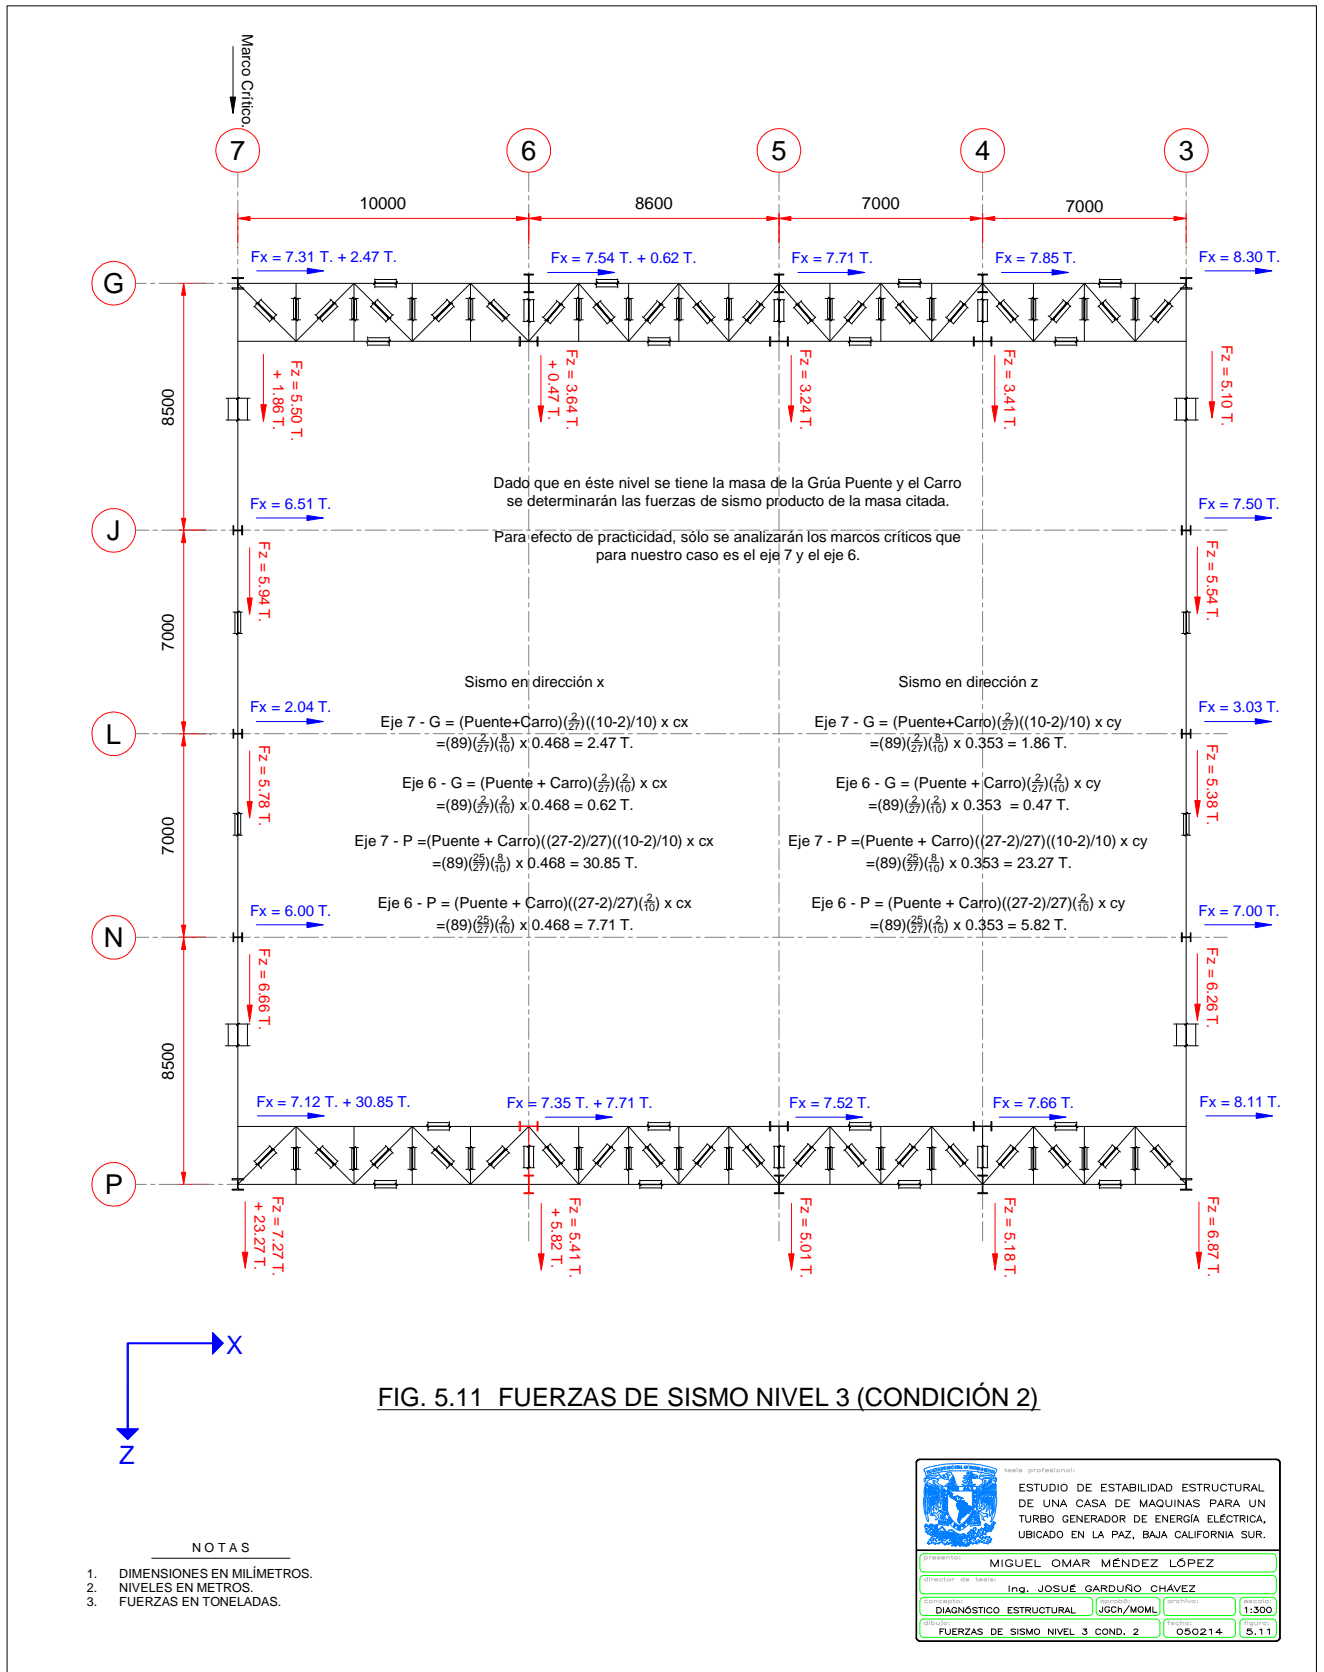 Marco Crítico.
7
6
5
4
3
10000
8600
7000
7000
Fx = 7.31 T. + 2.47 T.
Fx = 7.54 T. + 0.62 T.
Fx = 7.71 T.
Fx = 7.85 T.
Fx = 8.30 T.
G
Fz = 5.50 T.
+ 1.86 T.
Fz = 3.64 T.
+ 0.47 T.
Fz = 3.24 T.
Fz = 3.41 T.
Fz = 5.10 T.
8500
Dado que en éste nivel se tiene la masa de la Grúa Puente y el Carro
se determinarán las fuerzas de sismo producto de la masa citada.
Fx = 6.51 T.
Fx = 7.50 T.
J
Para efecto de practicidad, sólo se analizarán los marcos críticos que
para nuestro caso es el eje 7 y el eje 6.
Fz = 5.94 T.
Fz = 5.54 T.
7000
Sismo en dirección x
Sismo en dirección z
Fx = 2.04 T.
Fx = 3.03 T.
L
Eje 7 - G = (Puente+Carro)(2/27)((10-2)/10) x cx
=(89)(2/27)(8/10) x 0.468 = 2.47 T.
Eje 7 - G = (Puente+Carro)(2/27)((10-2)/10) x cy
=(89)(2/27)(8/10) x 0.353 = 1.86 T.
Eje 6 - G = (Puente + Carro)(2/27)(2/10) x cx
=(89)(2/27)(2/10) x 0.468 = 0.62 T.
Eje 6 - G = (Puente + Carro)(2/27)(2/10) x cy
=(89)(2/27)(2/10) x 0.353 = 0.47 T.
Fz = 5.78 T.
Fz = 5.38 T.
7000
Eje 7 - P =(Puente + Carro)((27-2)/27)((10-2)/10) x cx
=(89)(25/27)(8/10) x 0.468 = 30.85 T.
Eje 7 - P =(Puente + Carro)((27-2)/27)((10-2)/10) x cy
=(89)(25/27)(8/10) x 0.353 = 23.27 T.
Eje 6 - P = (Puente + Carro)((27-2)/27)(2/10) x cx
=(89)(25/27)(2/10) x 0.468 = 7.71 T.
Eje 6 - P = (Puente + Carro)((27-2)/27)(2/10) x cy
=(89)(25/27)(2/10) x 0.353 = 5.82 T.
Fx = 6.00 T.
Fx = 7.00 T.
N
Fz = 6.66 T.
Fz = 6.26 T.
8500
Fx = 7.12 T. + 30.85 T.
Fx = 7.35 T. + 7.71 T.
Fx = 7.52 T.
Fx = 7.66 T.
Fx = 8.11 T.
P
Fz = 7.27 T.
+ 23.27 T.
Fz = 5.41 T.
+ 5.82 T.
Fz = 5.01 T.
Fz = 5.18 T.
Fz = 6.87 T.
X
Z
FIG. 5.11 FUERZAS DE SISMO NIVEL 3 (CONDICIÓN 2)
NOTAS
1. DIMENSIONES EN MILÍMETROS.
2. NIVELES EN METROS.
3. FUERZAS EN TONELADAS.
tesis profesional:
ESTUDIO DE ESTABILIDAD ESTRUCTURAL
DE UNA CASA DE MAQUINAS PARA UN
TURBO GENERADOR DE ENERGÍA ELÉCTRICA,
UBICADO EN LA PAZ, BAJA CALIFORNIA SUR.
presento:
MIGUEL OMAR MÉNDEZ LÓPEZ
director de tesis:
Ing. JOSUÉ GARDUÑO CHÁVEZ
concepto:
DIAGNÓSTICO ESTRUCTURAL
aprobó:
JGCh/MOML
archivo:
escala:
1:300
dibujo:
FUERZAS DE SISMO NIVEL 3 COND. 2
fecha:
050214
figura:
5.11